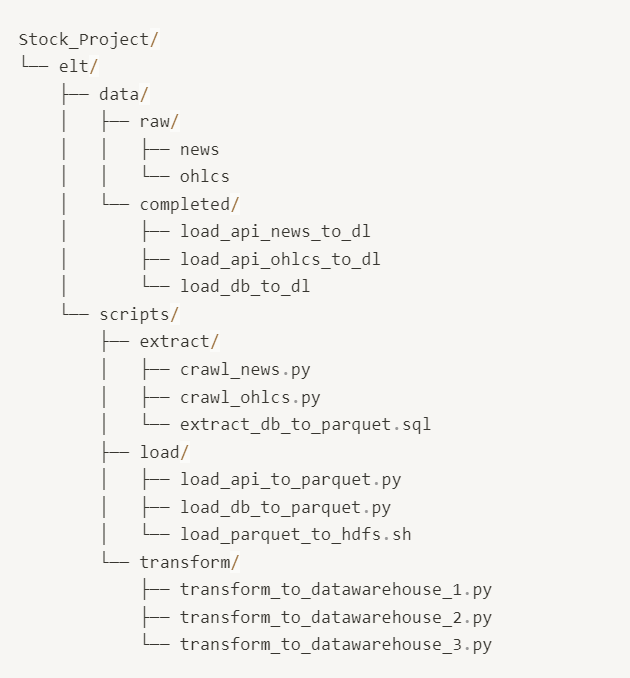 Stock_Project/
└── elt/
    ├── data/
    │   ├── raw/
    │   │   ├── news
    │   │   └── ohlcs
    │   └── completed/
    │       ├── load_api_news_to_dl
    │       ├── load_api_ohlcs_to_dl
    │       └── load_db_to_dl
    └── scripts/
        ├── extract/
        │   ├── crawl_news.py
        │   ├── crawl_ohlcs.py
        │   └── extract_db_to_parquet.sql
        ├── load/
        │   ├── load_api_to_parquet.py
        │   ├── load_db_to_parquet.py
        │   └── load_parquet_to_hdfs.sh
        └── transform/
            ├── transform_to_datawarehouse_1.py
            ├── transform_to_datawarehouse_2.py
            └── transform_to_datawarehouse_3.py